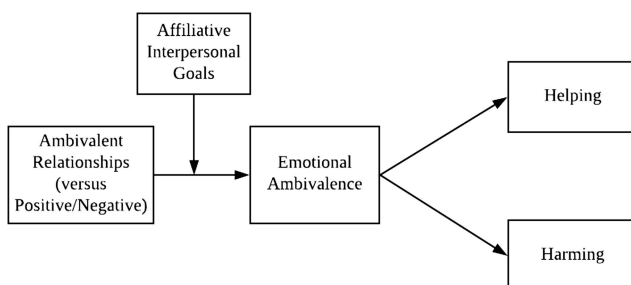 Affiliative
Interpersonal
Goals
Ambivalent
Relationships
(versus
Positive/Negative)
Emotional
Ambivalence
Helping
Harming